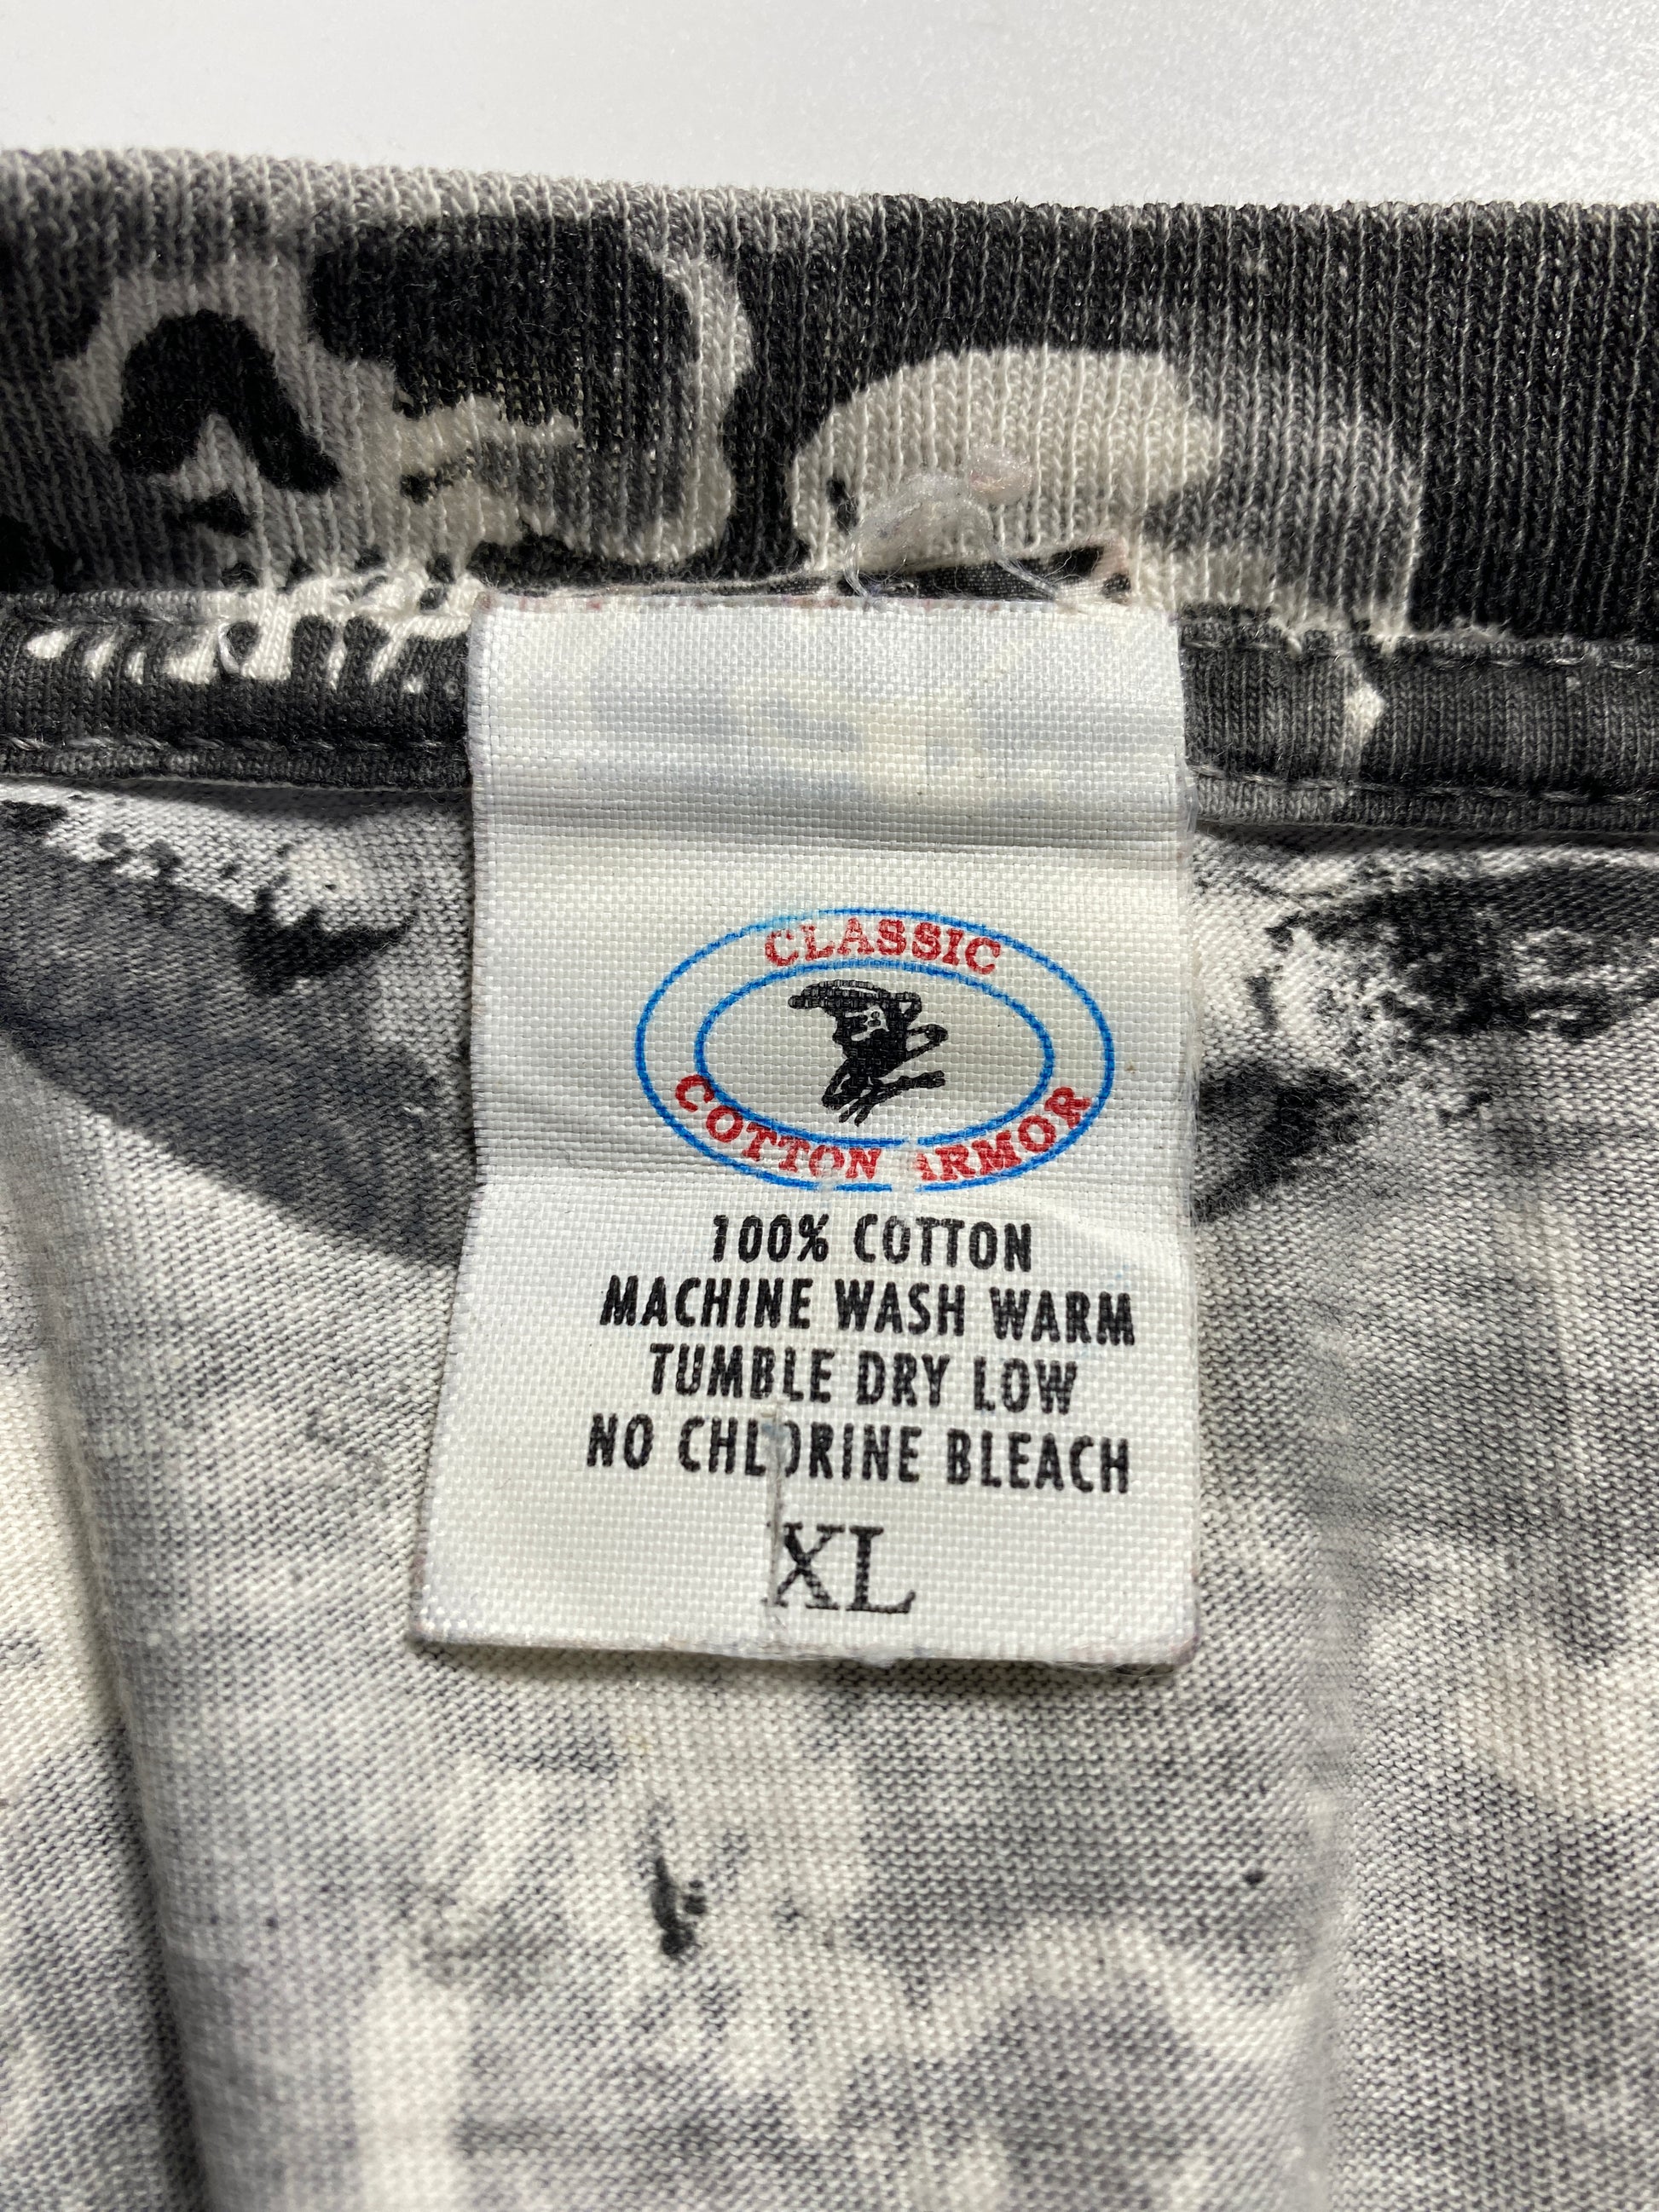 CLASSIC
COTTON ARMOR
100% COTTON
MACHINE WASH WARM
TUMBLE DRY LOW
NO CHLORINE BLEACH
XL